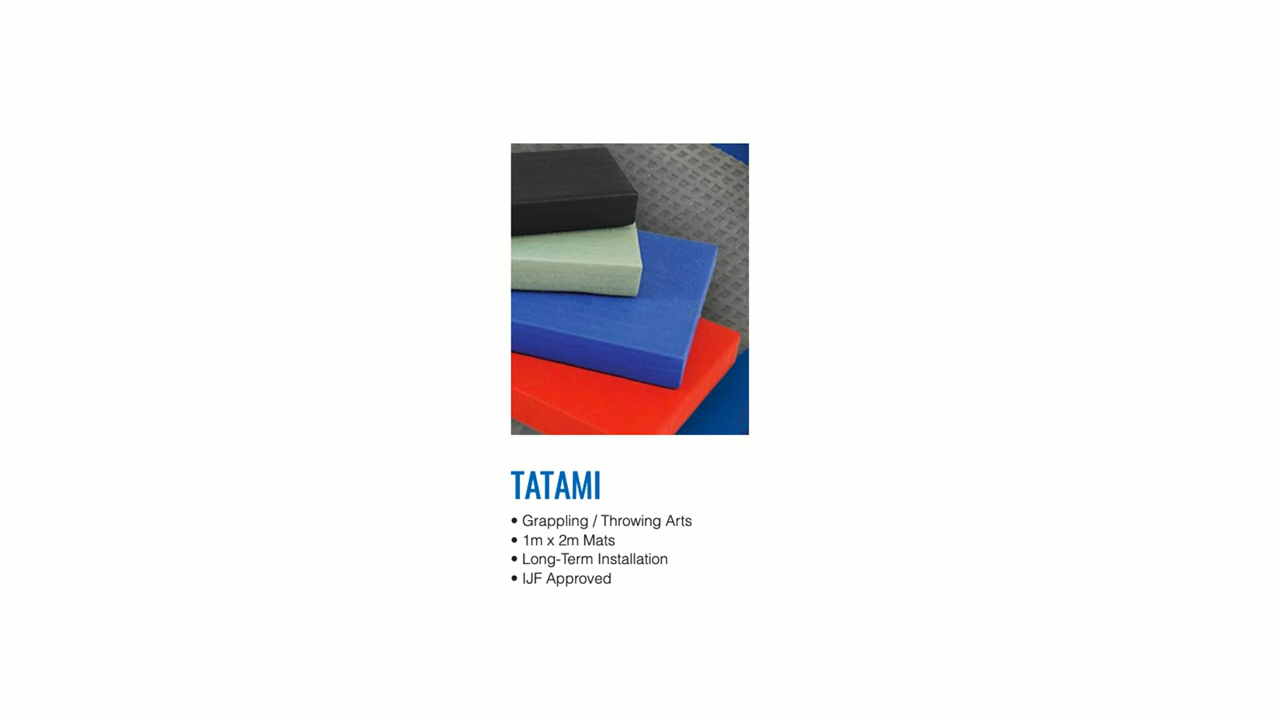 TATAMI
• Grappling / Throwing Arts
• 1m x 2m Mats
• Long-Term Installation
• IJF Approved